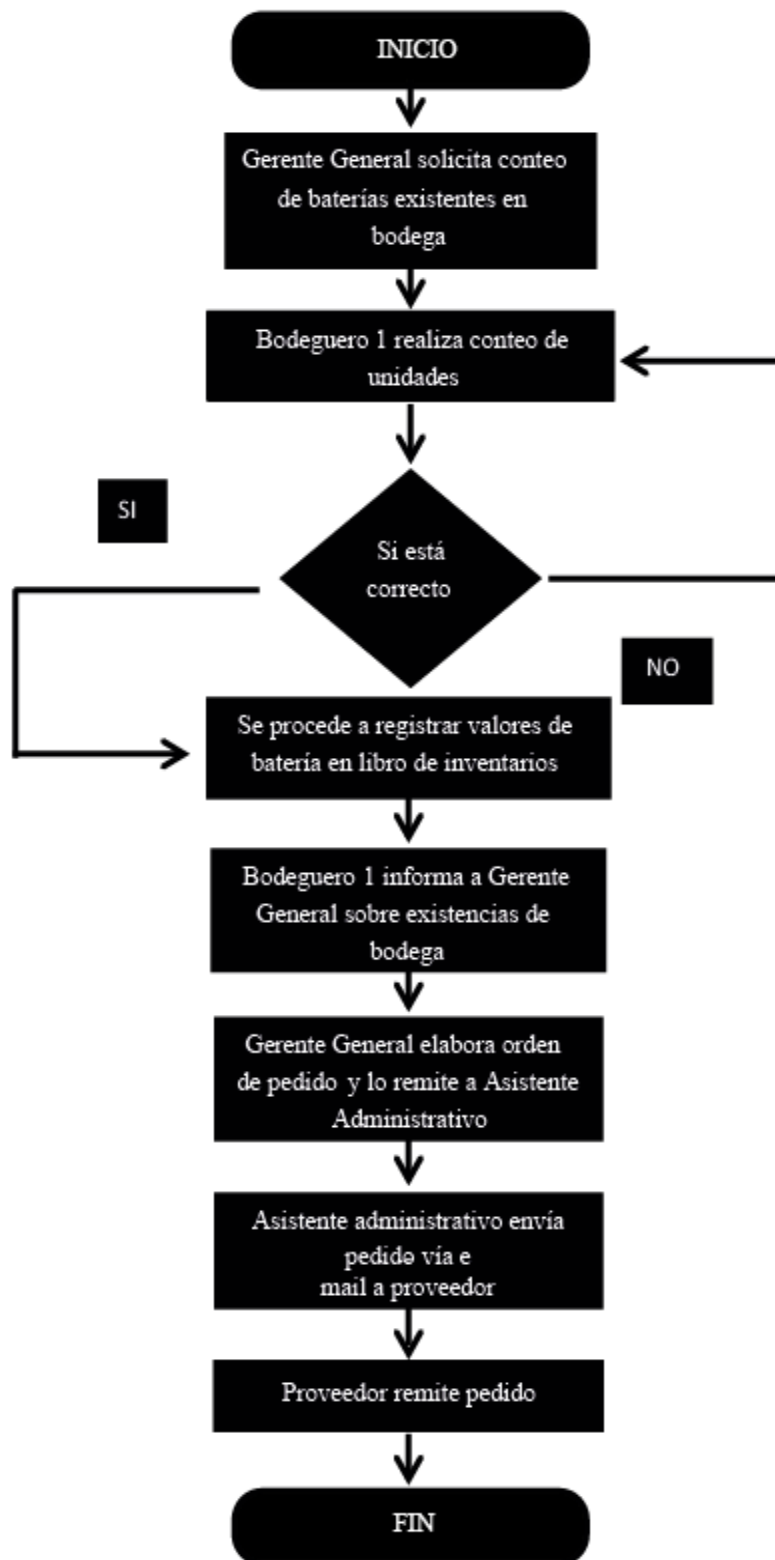 INICIO
Gerente General solicita conteo
de baterías existentes en
bodega
Bodeguero 1 realiza conteo de
unidades
SI
Si está
correcto
NO
Se procede a registrar valores de
batería en libro de inventarios
Bodeguero 1 informa a Gerente
General sobre existencias de
bodega
Gerente General elabora orden
de pedido y lo remite a Asistente
Administrativo
Asistente administrativo envía
pedido vía e
mail a proveedor
Proveedor remite pedido
FIN